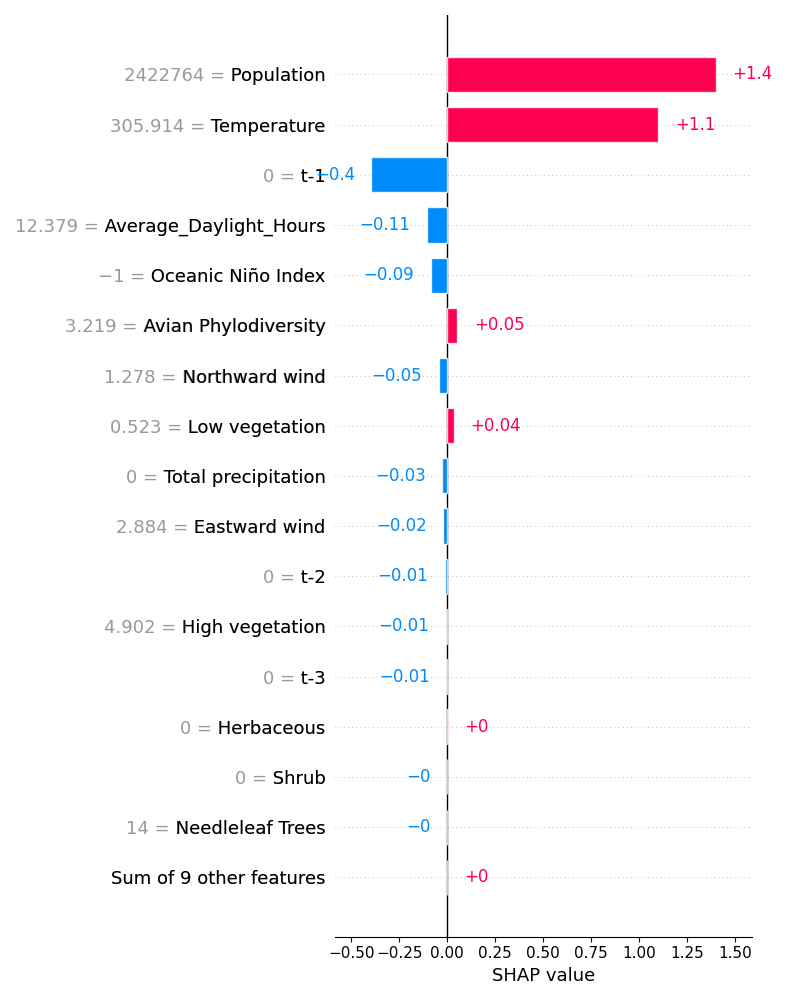 2422764 = Population +1.4
305.914 = Temperature +1.1
0 = t-1 −0.4
12.379 = Average_Daylight_Hours −0.11
−1 = Oceanic Niño Index −0.09
3.219 = Avian Phylodiversity +0.05
1.278 = Northward wind −0.05
0.523 = Low vegetation +0.04
0 = Total precipitation −0.03
2.884 = Eastward wind −0.02
0 = t-2 −0.01
4.902 = High vegetation −0.01
0 = t-3 −0.01
0 = Herbaceous +0
0 = Shrub −0
14 = Needleleaf Trees −0
Sum of 9 other features +0
−0.50 −0.25 0.00 0.25 0.50 0.75 1.00 1.25 1.50
SHAP value